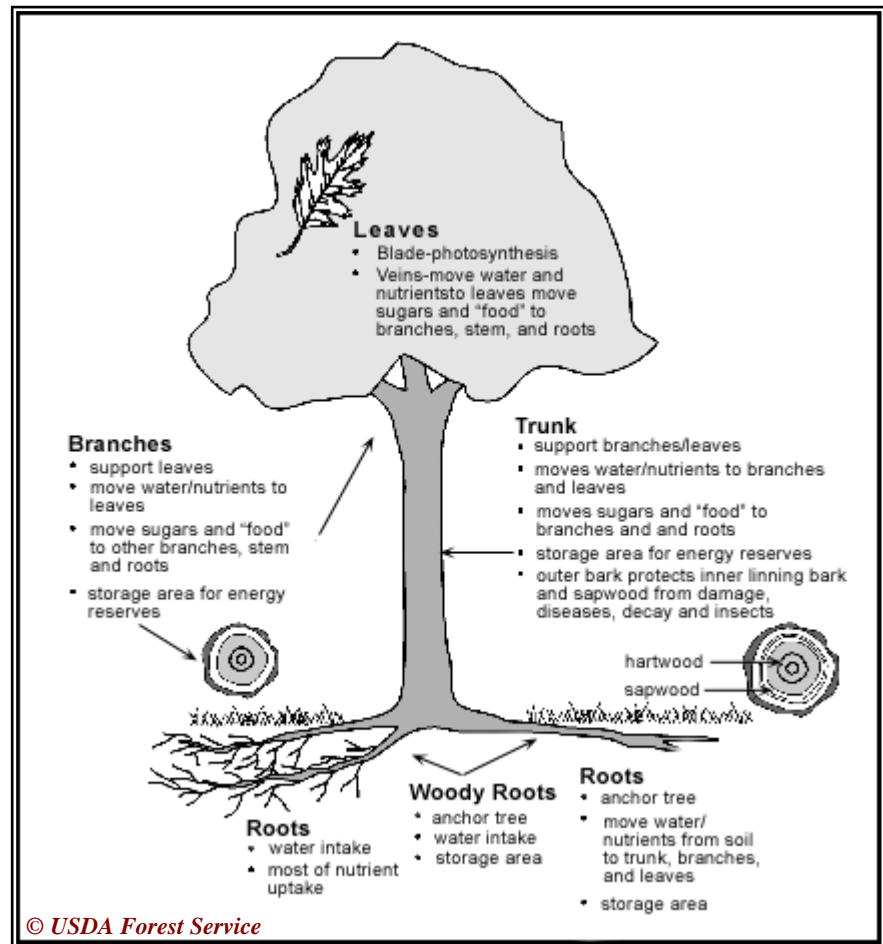 Leaves
• Blade-photosynthesis
• Veins-move water and
nutrientsto leaves move
sugars and “food” to
branches, stem, and roots
Branches
• support leaves
• move water/nutrients to
leaves
• move sugars and “food”
to other branches, stem
and roots
• storage area for energy
reserves
Trunk
• support branches/leaves
• moves water/nutrients to branches
and leaves
• moves sugars and “food” to
branches and and roots
• storage area for energy reserves
• outer bark protects inner linning bark
and sapwood from damage,
diseases, decay and insects
hartwood
sapwood
Roots
• water intake
• most of nutrient
uptake
Woody Roots
• anchor tree
• water intake
• storage area
Roots
• anchor tree
• move water/
nutrients from soil
to trunk, branches,
and leaves
• storage area
© USDA Forest Service